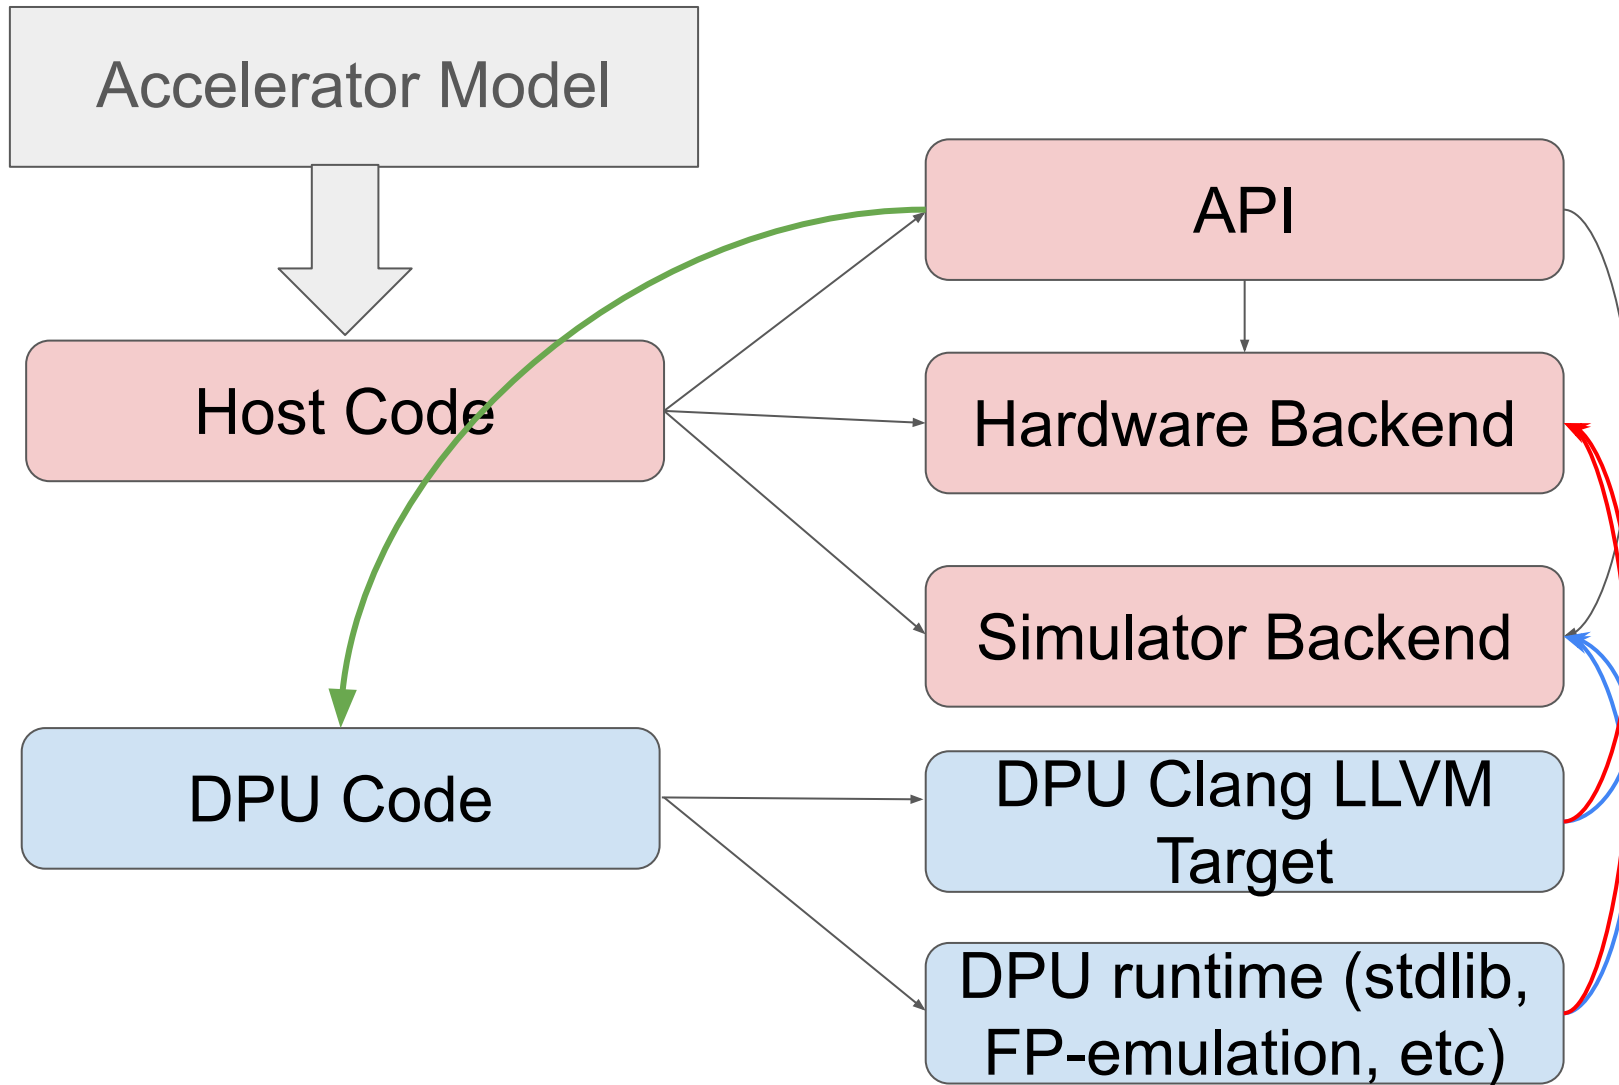 Accelerator Model
API
Host Code
Hardware Backend
Simulator Backend
DPU Code
DPU Clang LLVM
Target
DPU runtime (stdlib,
FP-emulation, etc)